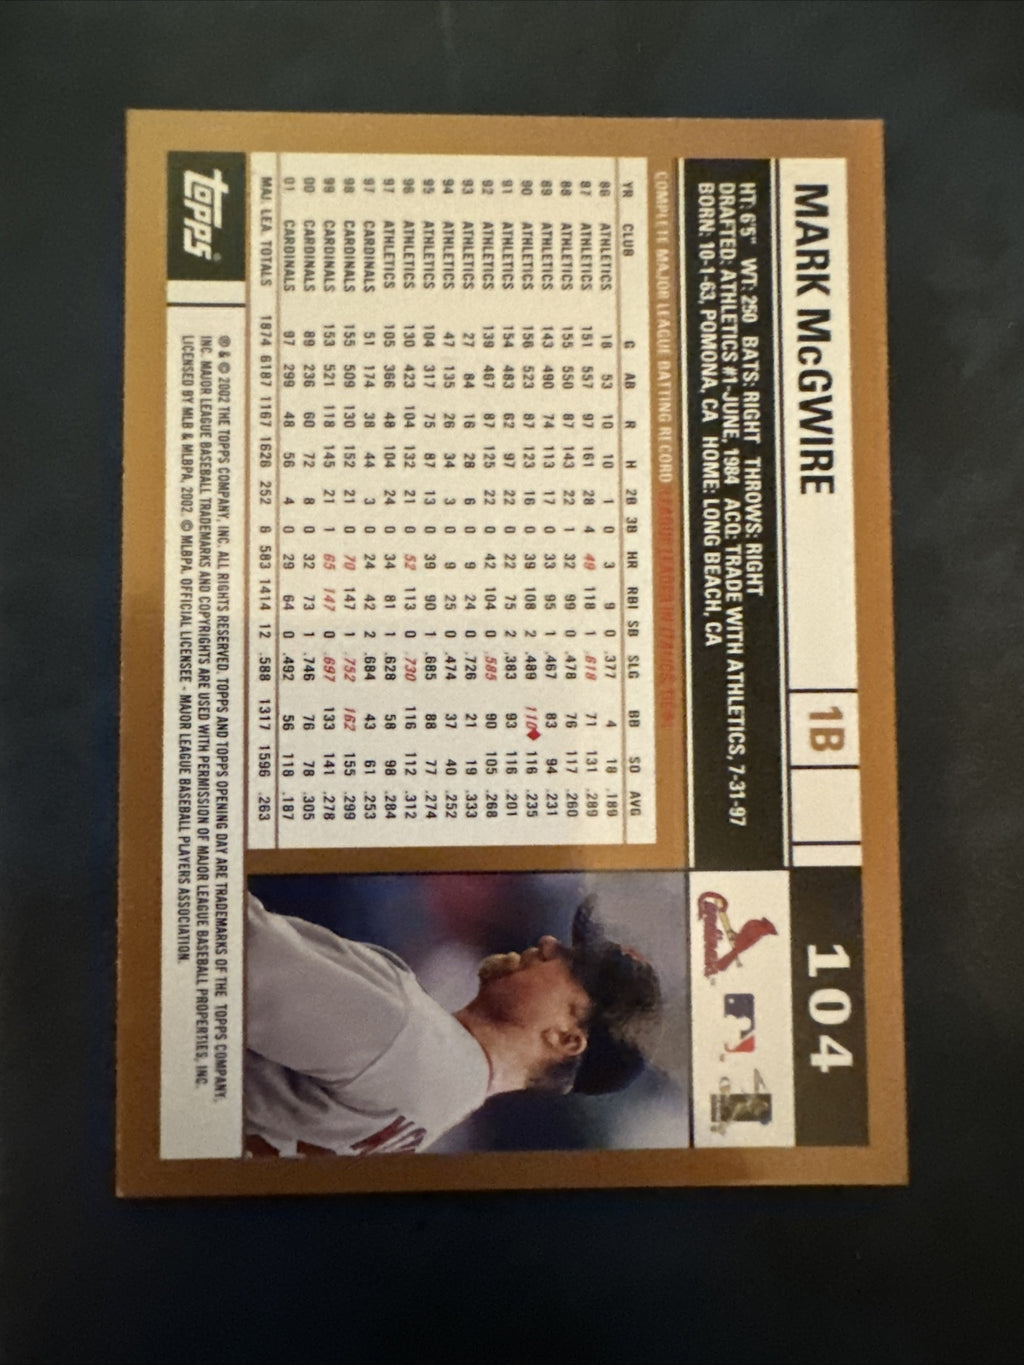 MARK McGWIRE 1B 104
HT: 6'5" WT: 250 BATS: RIGHT THROWS: RIGHT
DRAFTED: ATHLETICS #1-JUNE, 1984 ACQ: TRADE WITH ATHLETICS, 7-31-97
BORN: 10-1-63, POMONA, CA HOME: LONG BEACH, CA
Cardinals
COMPLETE MAJOR LEAGUE BATTING RECORD LEAGUE LEADER IN ITALICS, TIE ♦
YR CLUB G AB R H 2B 3B HR RBI SB SLG BB SO AVG
86 ATHLETICS 18 53 10 10 1 0 3 9 0 .377 4 18 .189
87 ATHLETICS 151 557 97 161 28 4 49 118 1 .618 71 131 .289
88 ATHLETICS 155 550 87 143 22 1 32 99 0 .478 76 117 .260
89 ATHLETICS 143 490 74 113 17 0 33 95 1 .467 83 94 .231
90 ATHLETICS 156 523 87 123 16 0 39 108 2 .489 110♦ 116 .235
91 ATHLETICS 154 483 62 97 22 0 22 75 2 .383 93 116 .201
92 ATHLETICS 139 467 87 125 22 0 42 104 0 .585 90 105 .268
93 ATHLETICS 27 84 16 28 6 0 9 24 0 .726 21 19 .333
94 ATHLETICS 47 135 26 34 3 0 9 25 0 .474 37 40 .252
95 ATHLETICS 104 317 75 87 13 0 39 90 1 .685 88 77 .274
96 ATHLETICS 130 423 104 132 21 0 52 113 0 .730 116 112 .312
97 ATHLETICS 105 366 48 104 24 0 34 81 1 .628 58 98 .284
97 CARDINALS 51 174 38 44 3 0 24 42 2 .684 43 61 .253
98 CARDINALS 155 509 130 152 21 0 70 147 1 .752 162 155 .299
99 CARDINALS 153 521 118 145 21 1 65 147 0 .697 133 141 .278
00 CARDINALS 89 236 60 72 8 0 32 73 1 .746 76 78 .305
01 CARDINALS 97 299 48 56 4 0 29 64 0 .492 56 118 .187
MAJ. LEA. TOTALS 1874 6187 1167 1626 252 6 583 1414 12 .588 1317 1596 .263
TOPPS®
® & © 2002 THE TOPPS COMPANY, INC. ALL RIGHTS RESERVED. TOPPS AND TOPPS OPENING DAY ARE TRADEMARKS OF THE TOPPS COMPANY,
INC. MAJOR LEAGUE BASEBALL TRADEMARKS AND COPYRIGHTS ARE USED WITH PERMISSION OF MAJOR LEAGUE BASEBALL PROPERTIES, INC.
LICENSED BY MLB & MLBPA, 2002. © MLBPA. OFFICIAL LICENSEE - MAJOR LEAGUE BASEBALL PLAYERS ASSOCIATION.